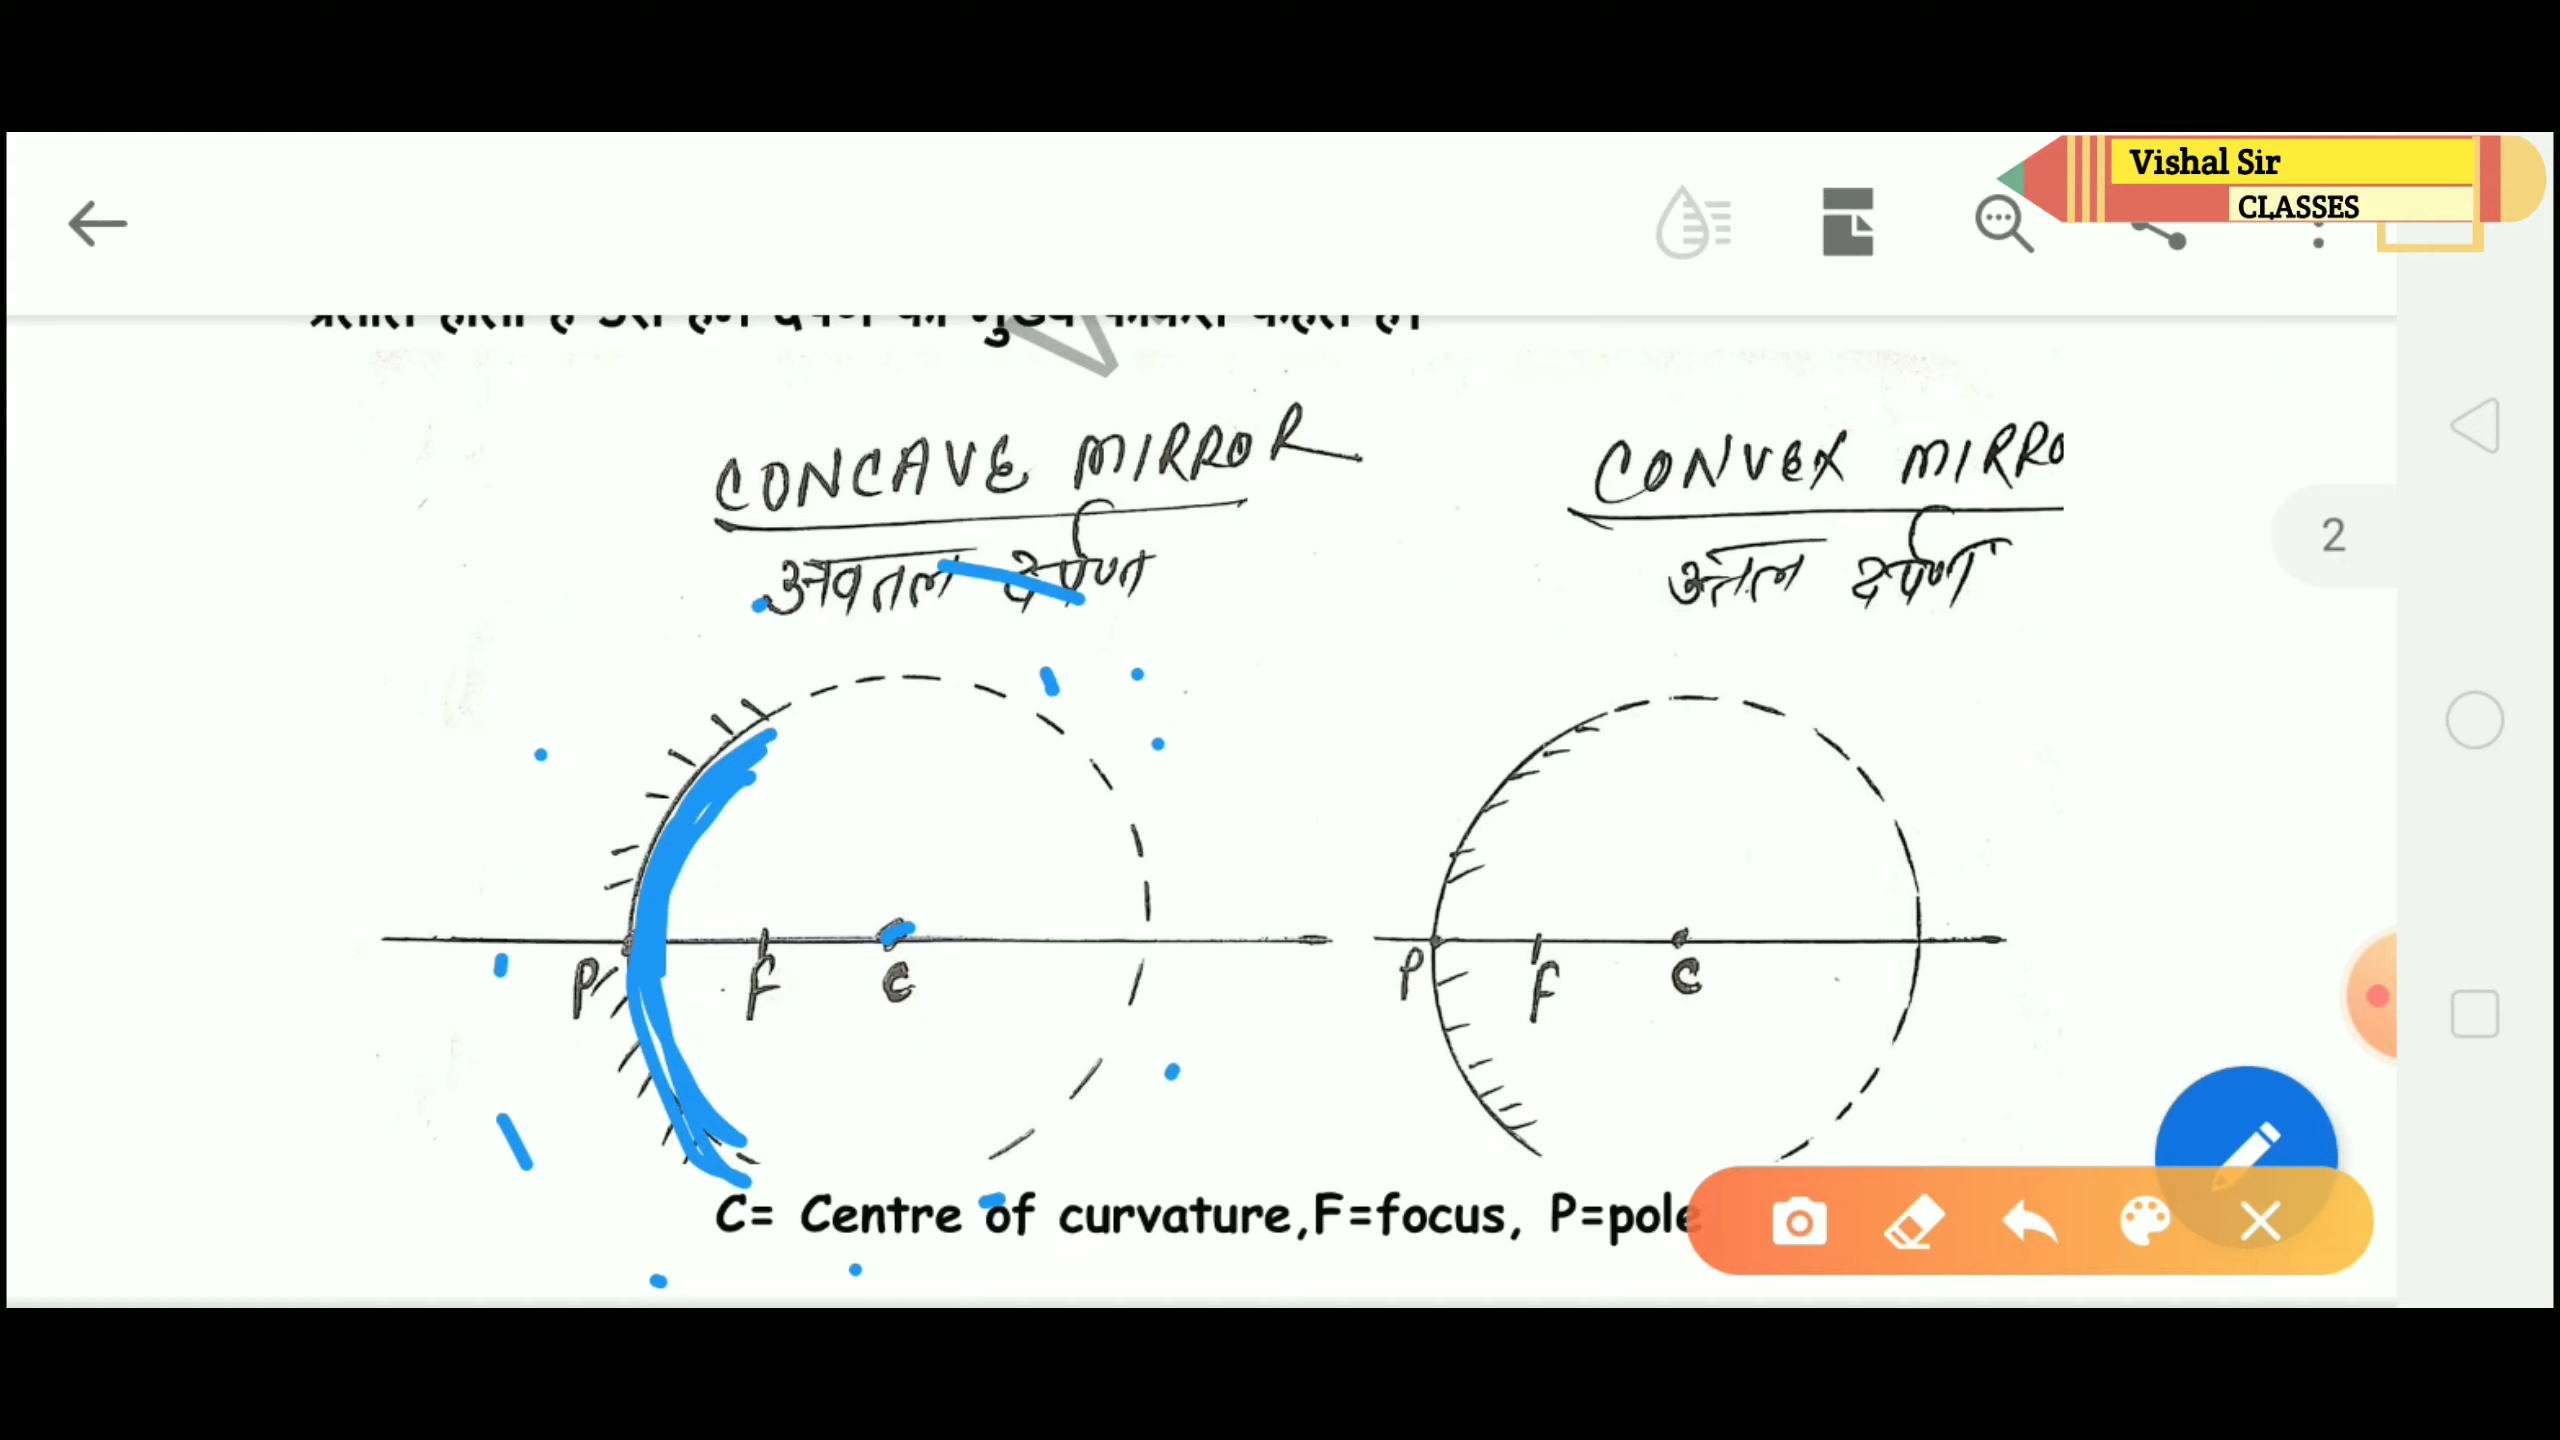 Vishal Sir
CLASSES
CONCAVE MIRROR
अवतल दर्पण
CONVEX MIRRO
उत्तल दर्पण
2
P F C
P F C
C= Centre of curvature,F=focus, P=pole